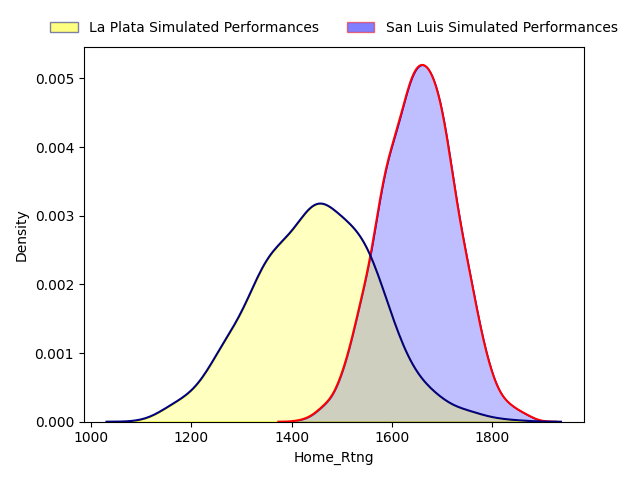 La Plata Simulated Performances
San Luis Simulated Performances
0.005
0.004
0.003
0.002
0.001
0.000
Density
1000
1200
1400
1600
1800
Home_Rtng